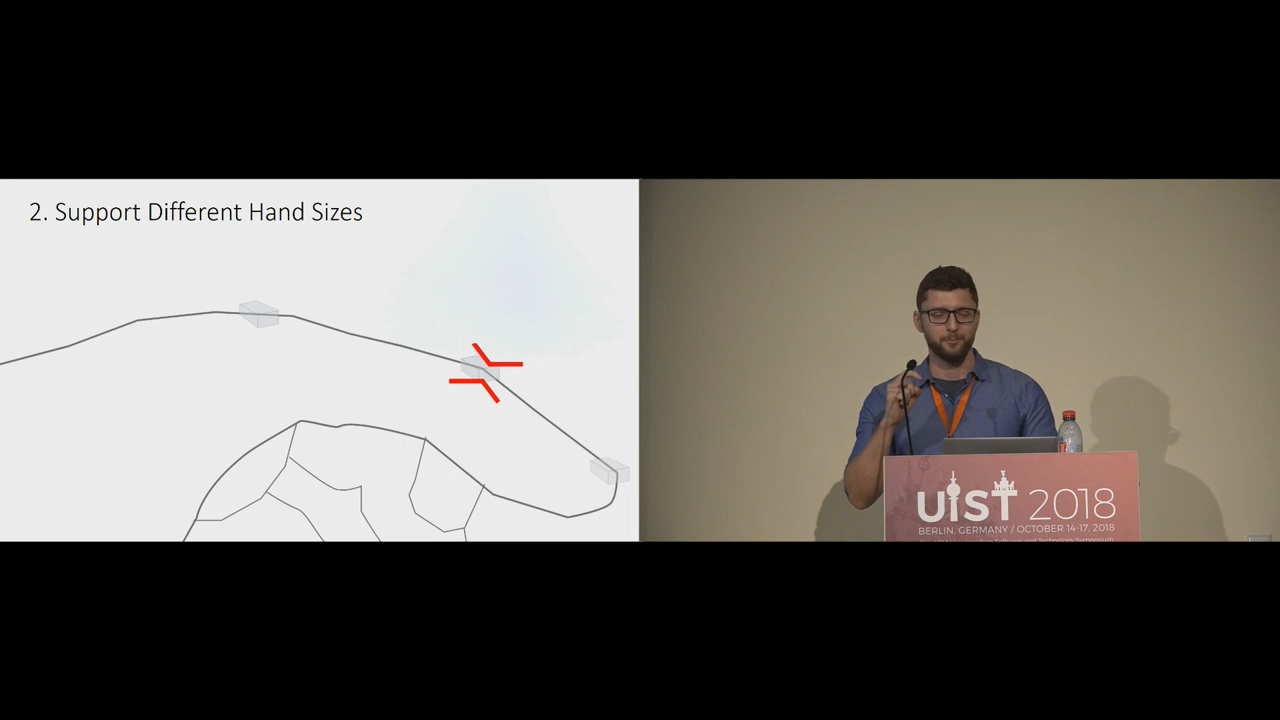 2. Support Different Hand Sizes
UIST 2018
BERLIN, GERMANY / OCTOBER 14-17, 2018